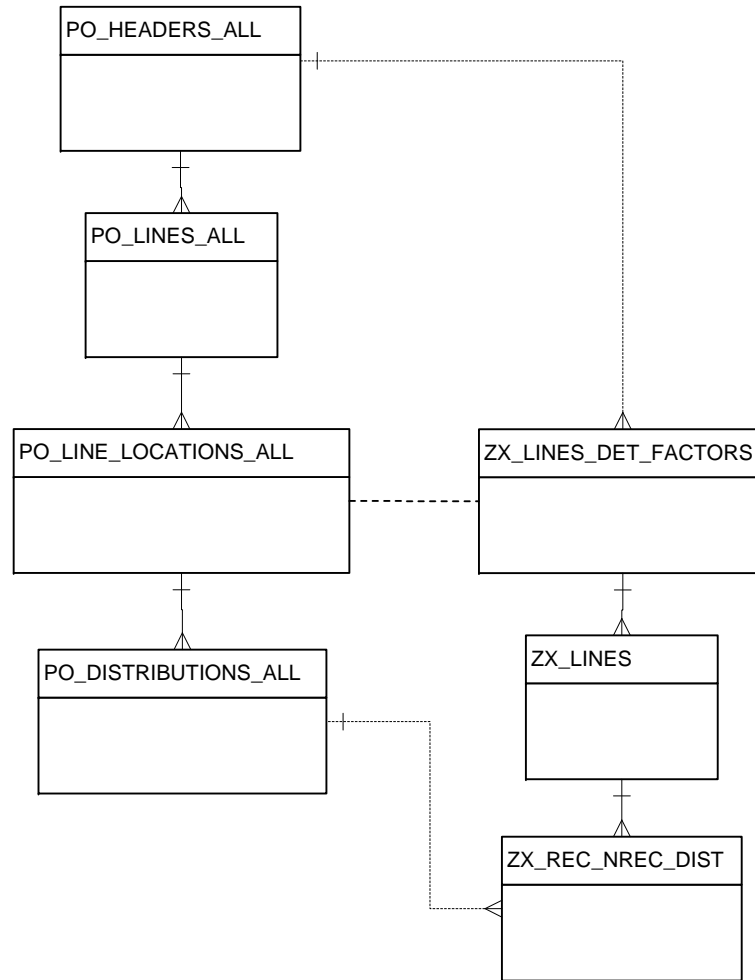 PO_HEADERS_ALL
PO_LINES_ALL
PO_LINE_LOCATIONS_ALL
ZX_LINES_DET_FACTORS
PO_DISTRIBUTIONS_ALL
ZX_LINES
ZX_REC_NREC_DIST